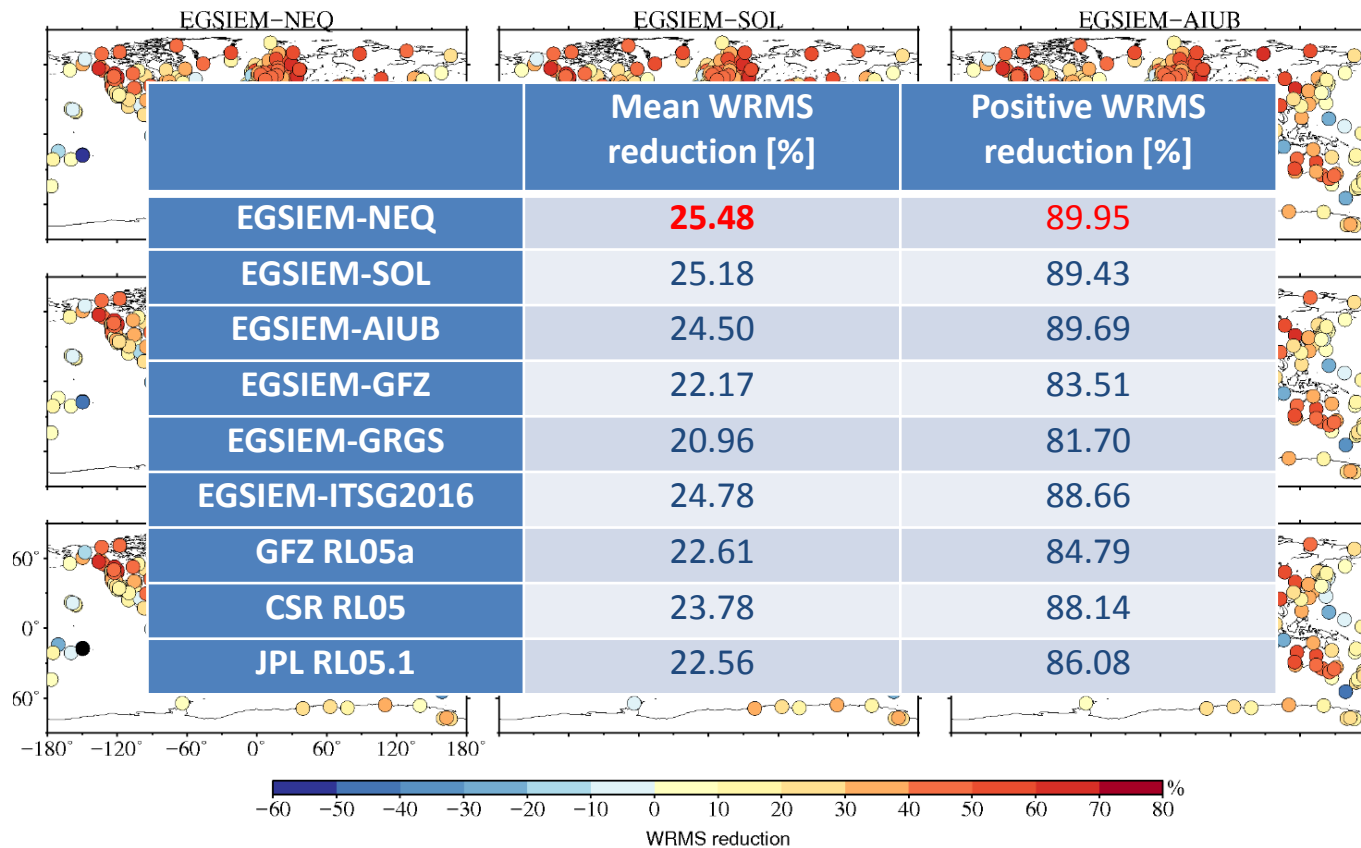 EGSIEM−NEQ EGSIEM−SOL EGSIEM−AIUB
Mean WRMS reduction [%] Positive WRMS reduction [%]
EGSIEM-NEQ 25.48 89.95
EGSIEM-SOL 25.18 89.43
EGSIEM-AIUB 24.50 89.69
EGSIEM-GFZ 22.17 83.51
EGSIEM-GRGS 20.96 81.70
EGSIEM-ITSG2016 24.78 88.66
GFZ RL05a 22.61 84.79
CSR RL05 23.78 88.14
JPL RL05.1 22.56 86.08
60˚
0˚
60˚
−180˚ −120˚ −60˚ 0˚ 60˚ 120˚ 180˚
−60 −50 −40 −30 −20 −10 0 10 20 30 40 50 60 70 80 %
WRMS reduction